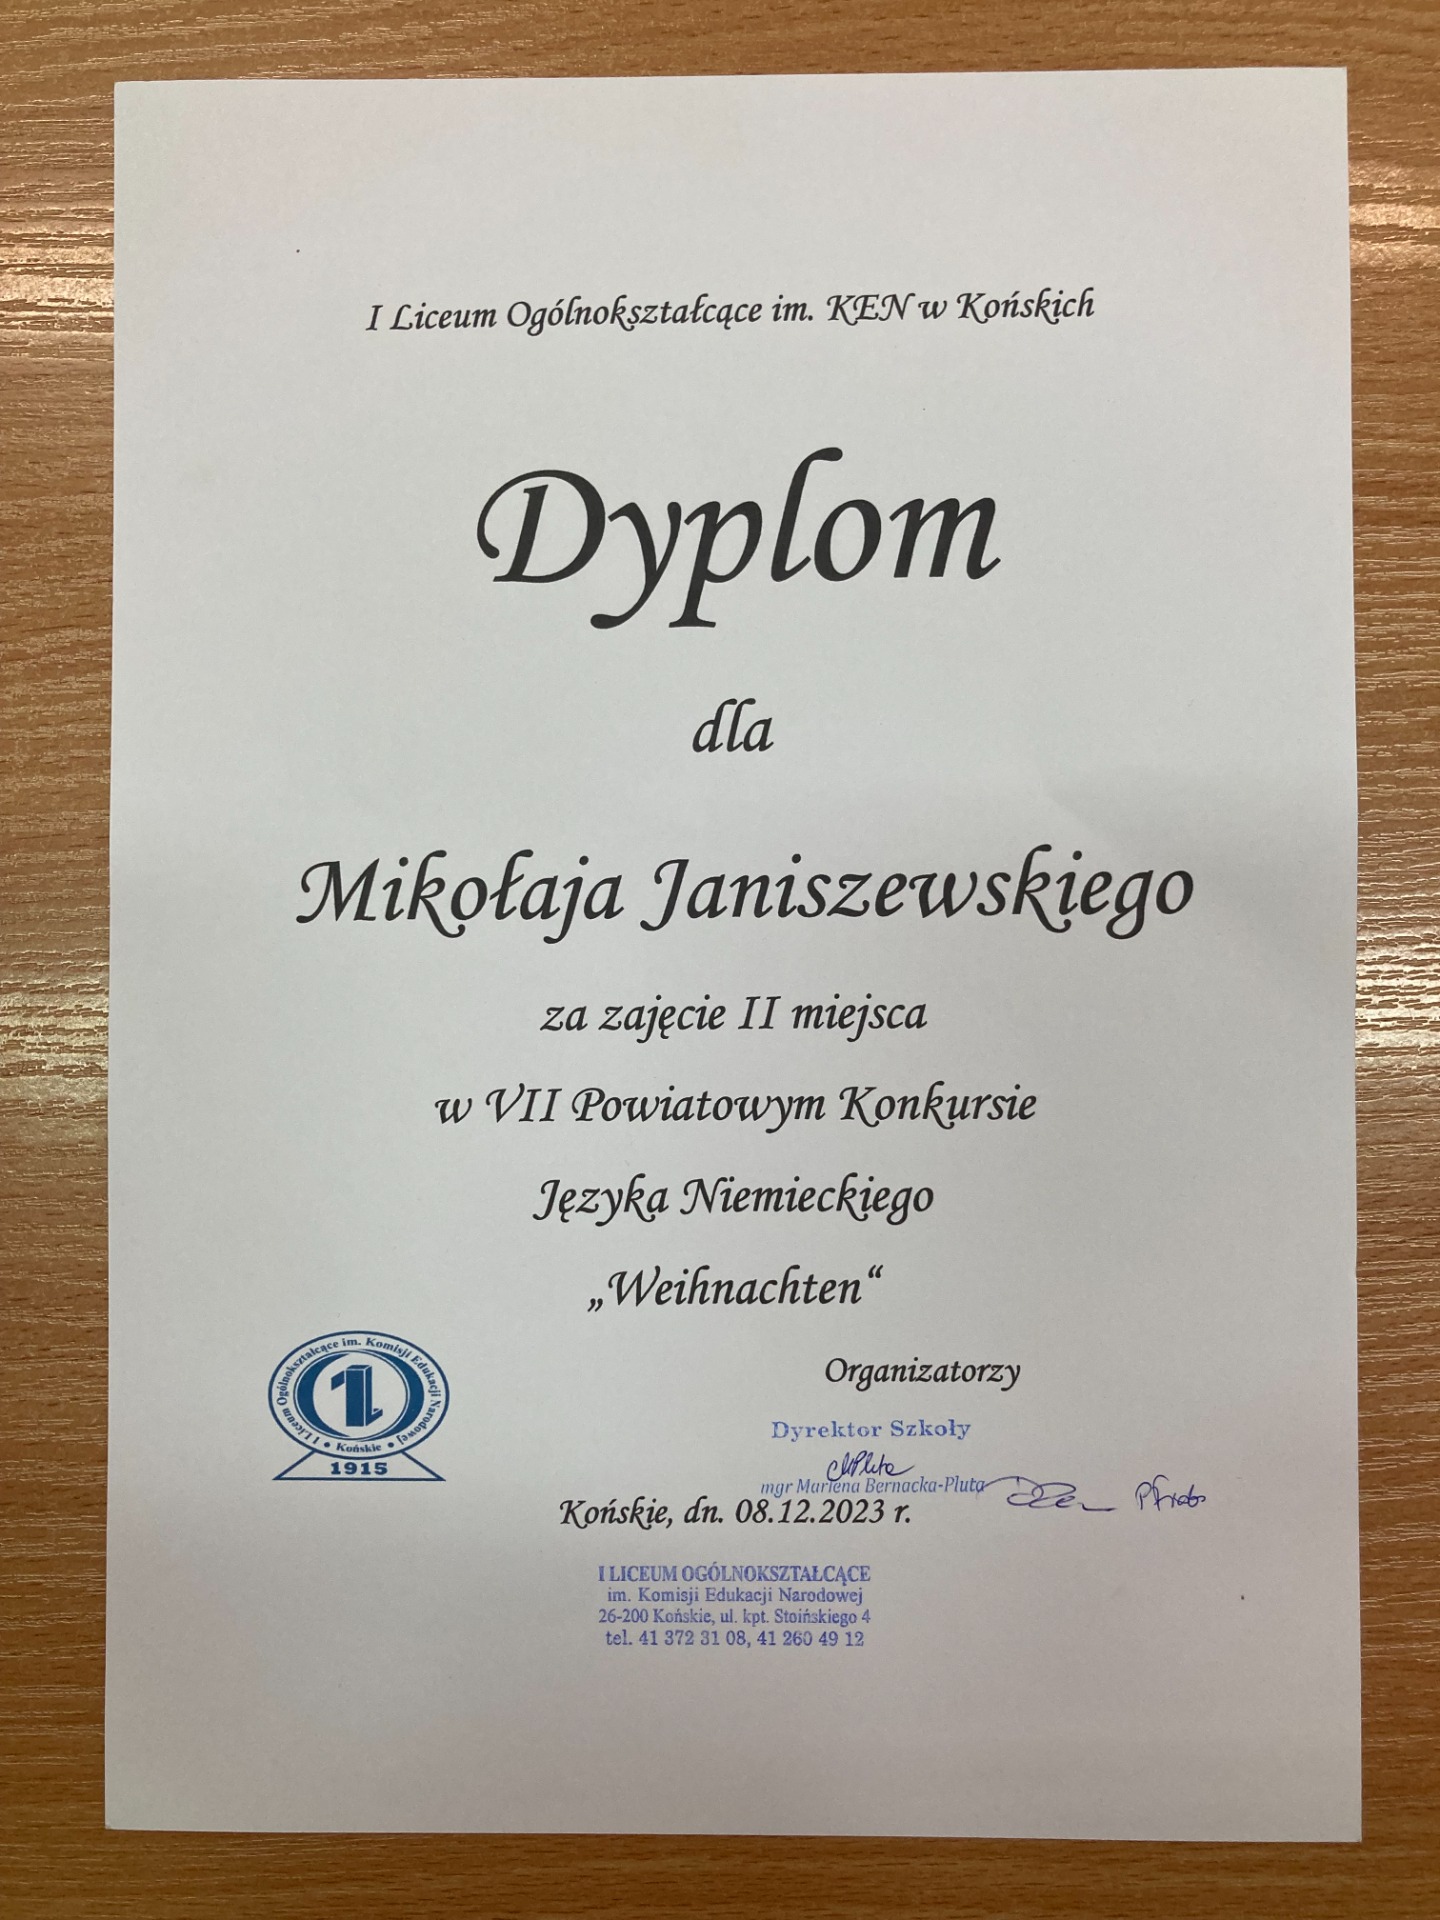 I Liceum Ogólnokształcące im. KEN w Końskich
Dyplom
dla
Mikołaja Janiszewskiego
za zajęcie II miejsca
w VII Powiatowym Konkursie
Języka Niemieckiego
„Weihnachten“
I Liceum Ogólnokształcące im. Komisji Edukacji Narodowej
Końskie
1915
Organizatorzy
Dyrektor Szkoły
mgr Marlena Bernacka-Pluta
Końskie, dn. 08.12.2023 r.
I LICEUM OGÓLNOKSZTAŁCĄCE
im. Komisji Edukacji Narodowej
26-200 Końskie, ul. kpt. Stoińskiego 4
tel. 41 372 31 08, 41 260 49 12